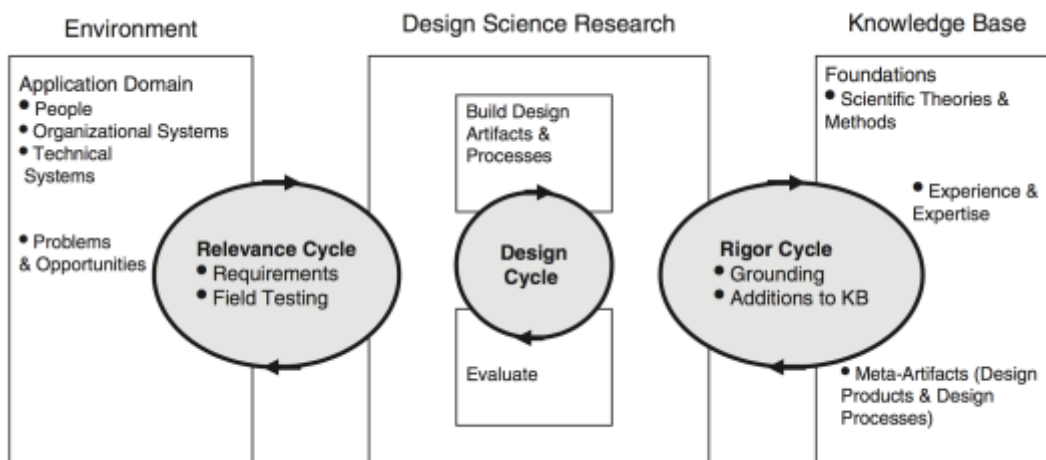 Environment
Design Science Research
Knowledge Base
Application Domain
• People
• Organizational Systems
• Technical
Systems
• Problems
& Opportunities
Relevance Cycle
• Requirements
• Field Testing
Build Design
Artifacts &
Processes
Design
Cycle
Evaluate
Rigor Cycle
• Grounding
• Additions to KB
Foundations
• Scientific Theories &
Methods
• Experience &
Expertise
• Meta-Artifacts (Design
Products & Design
Processes)